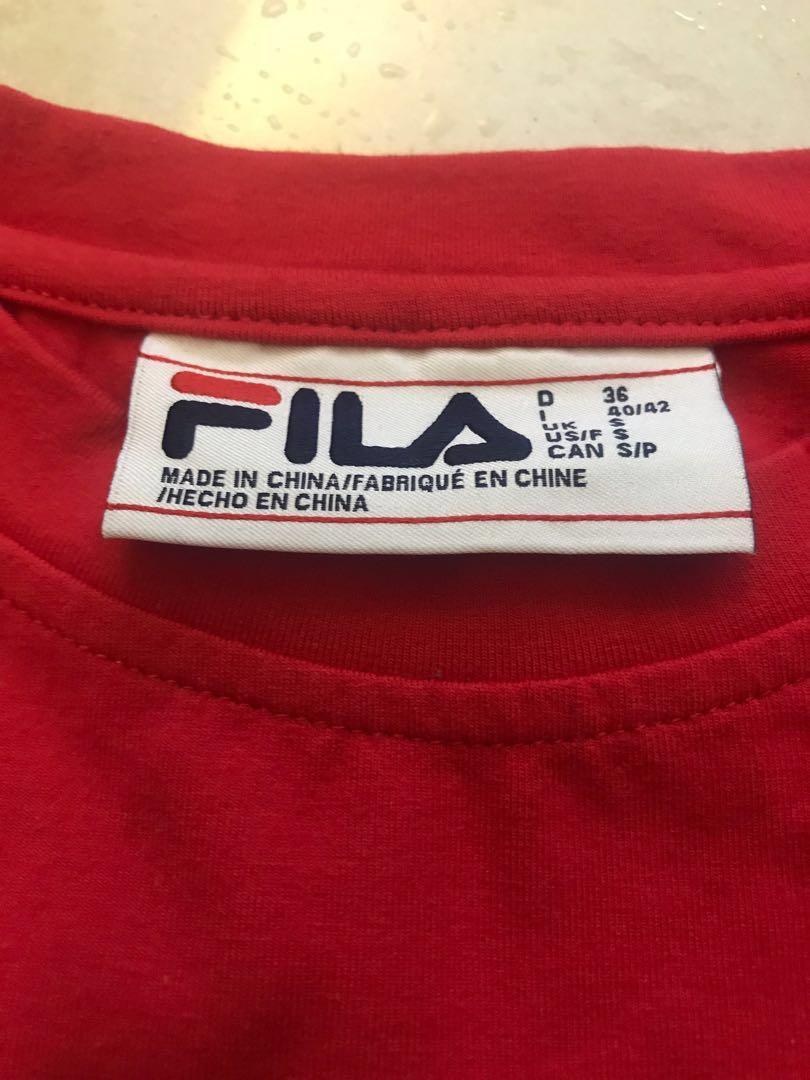 FILA
MADE IN CHINA/FABRIQUÉ EN CHINE
/HECHO EN CHINA
D 36
I 40/42
UK S
US/F S
CAN S/P